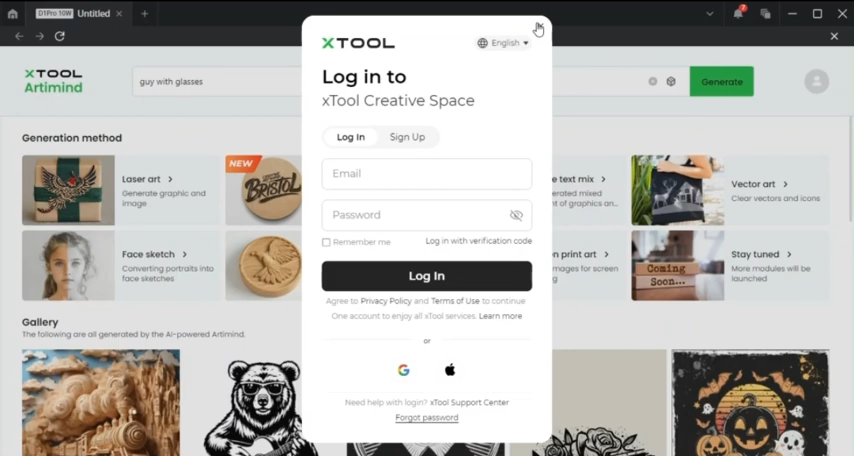 D1Pro 10W Untitled
7
XTOOL
Artimind
guy with glasses
Generate
Generation method
NEW
Laser art
Generate graphic and
image
BRISTOL
e text mix
erated mixed
nt of graphics an...
Vector art
Clear vectors and icons
Face sketch
Converting portraits into
face sketches
en print art
mages for screen
Coming
Soon...
Stay tuned
More modules will be
launched
Gallery
The following are all generated by the AI-powered Artimind.
XTOOL
English
Log in to
xTool Creative Space
Log In Sign Up
Email
Password
Remember me Log in with verification code
Log In
Agree to Privacy Policy and Terms of Use to continue
One account to enjoy all xTool services. Learn more
or
Need help with login? xTool Support Center
Forgot password